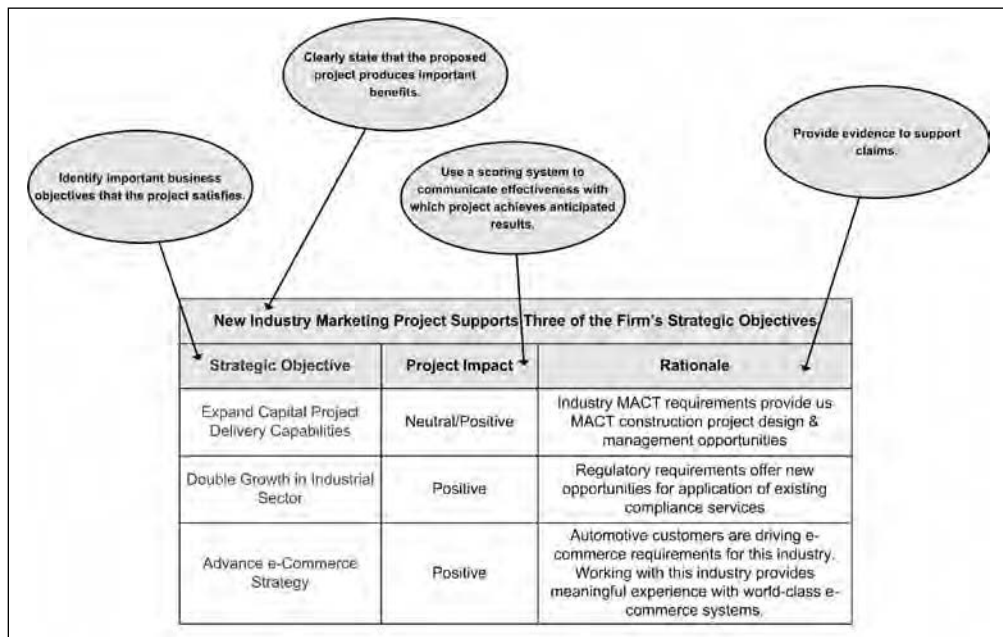 Clearly state that the proposed
project produces important
benefits.
Provide evidence to support
claims.
Identify important business
objectives that the project satisfies.
Use a scoring system to
communicate effectiveness with
which project achieves anticipated
results.
New Industry Marketing Project Supports Three of the Firm's Strategic Objectives
Strategic Objective
Project Impact
Rationale
Expand Capital Project
Delivery Capabilities
Neutral/Positive
Industry MACT requirements provide us
MACT construction project design &
management opportunities
Double Growth in Industrial
Sector
Positive
Regulatory requirements offer new
opportunities for application of existing
compliance services
Advance e-Commerce
Strategy
Positive
Automotive customers are driving e-
commerce requirements for this industry.
Working with this industry provides
meaningful experience with world-class e-
commerce systems.